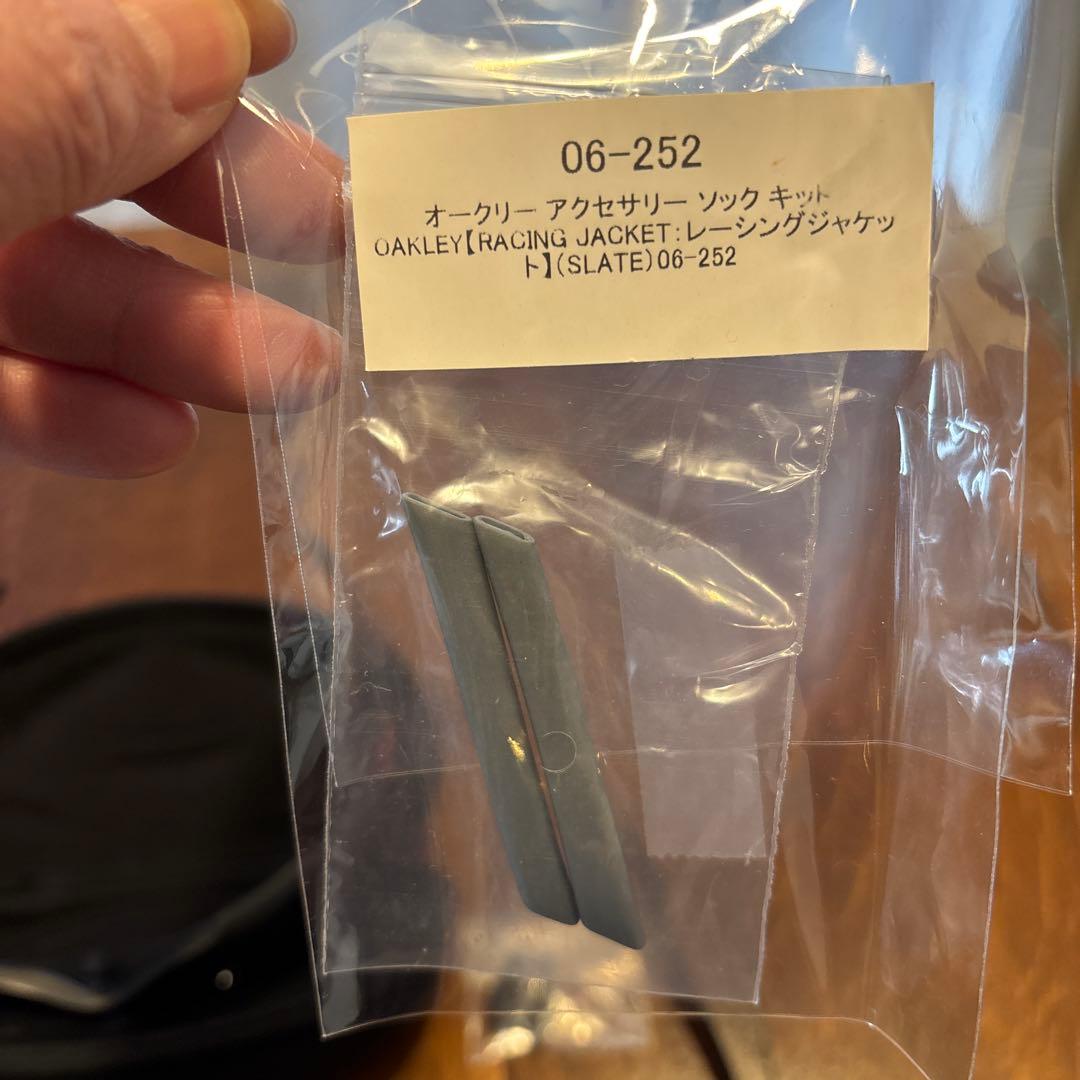 06-252
オークリー アクセサリー ソック キット
OAKLEY【RACING JACKET:レーシングジャケッ
ト】(SLATE)06-252